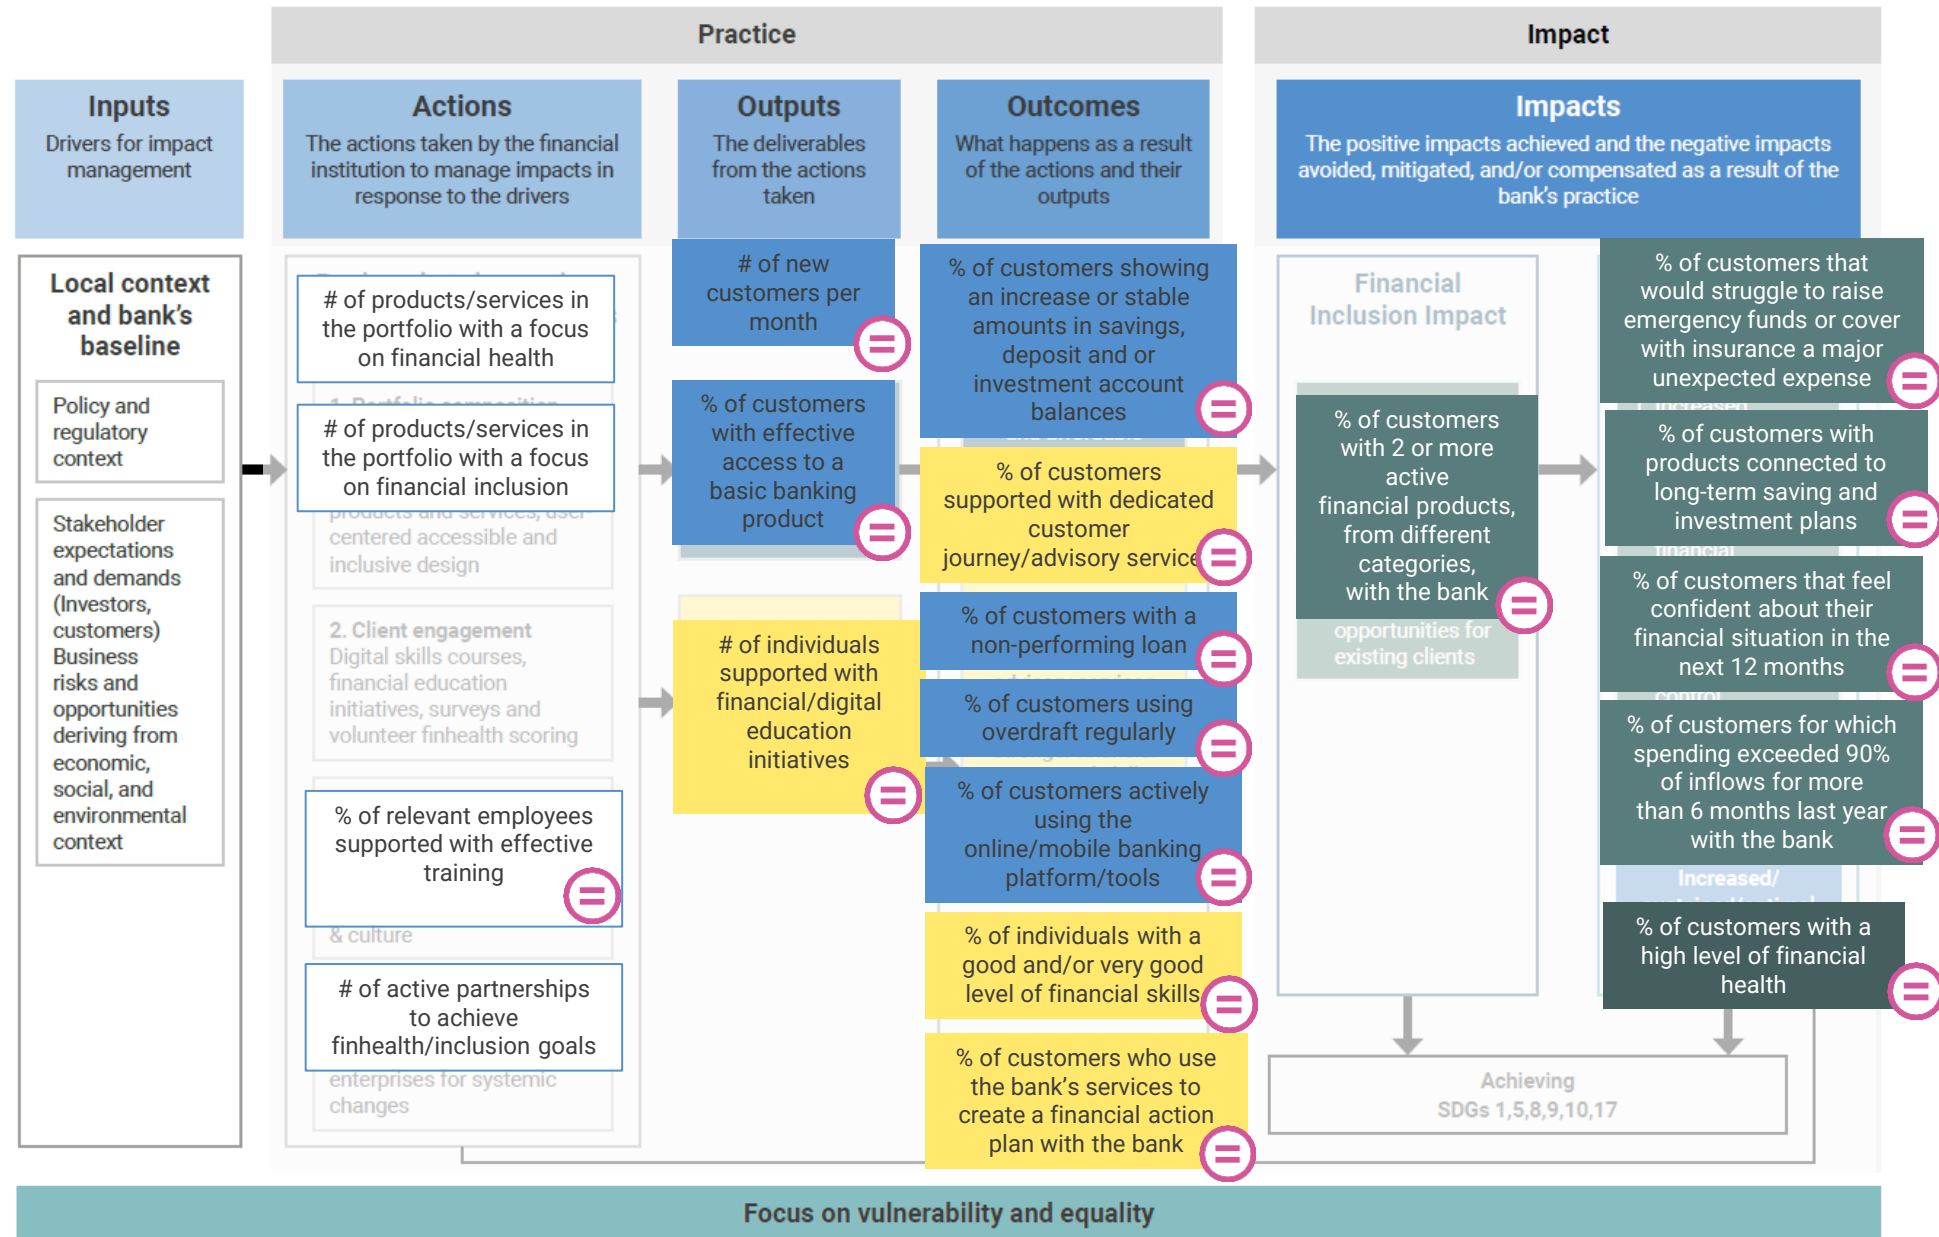 Practice
Impact
Inputs
Drivers for impact
management
Actions
The actions taken by the financial
institution to manage impacts in
response to the drivers
Outputs
The deliverables
from the actions
taken
Outcomes
What happens as a result
of the actions and their
outputs
Impacts
The positive impacts achieved and the negative impacts
avoided, mitigated, and/or compensated as a result of the
bank's practice
Local context
and bank's
baseline
Policy and
regulatory
context
Stakeholder
expectations
and demands
(Investors,
customers)
Business
risks and
opportunities
deriving from
economic,
social, and
environmental
context
# of products/services in
the portfolio with a focus
on financial health
1. Portfolio composition
# of products/services in
the portfolio with a focus
on financial inclusion
products and services, user-
centered accessible and
inclusive design
2. Client engagement
Digital skills courses,
financial education
initiatives, surveys and
volunteer finhealth scoring
% of relevant employees
supported with effective
training
& culture
# of active partnerships
to achieve
finhealth/inclusion goals
enterprises for systemic
changes
# of new
customers per
month
% of customers
with effective
access to a
basic banking
product
# of individuals
supported with
financial/digital
education
initiatives
% of customers showing
an increase or stable
amounts in savings,
deposit and or
investment account
balances
% of customers
supported with dedicated
customer
journey/advisory service
% of customers with a
non-performing loan
% of customers using
overdraft regularly
% of customers actively
using the
online/mobile banking
platform/tools
% of individuals with a
good and/or very good
level of financial skills
% of customers who use
the bank's services to
create a financial action
plan with the bank
Financial
Inclusion Impact
% of customers
with 2 or more
active
financial products,
from different
categories,
with the bank
opportunities for
existing clients
% of customers that
would struggle to raise
emergency funds or cover
with insurance a major
unexpected expense
Increased
% of customers with
products connected to
long-term saving and
investment plans
financial
% of customers that feel
confident about their
financial situation in the
next 12 months
control
% of customers for which
spending exceeded 90%
of inflows for more
than 6 months last year
with the bank
Increased/
% of customers with a
high level of financial
health
Achieving
SDGs 1,5,8,9,10,17
Focus on vulnerability and equality